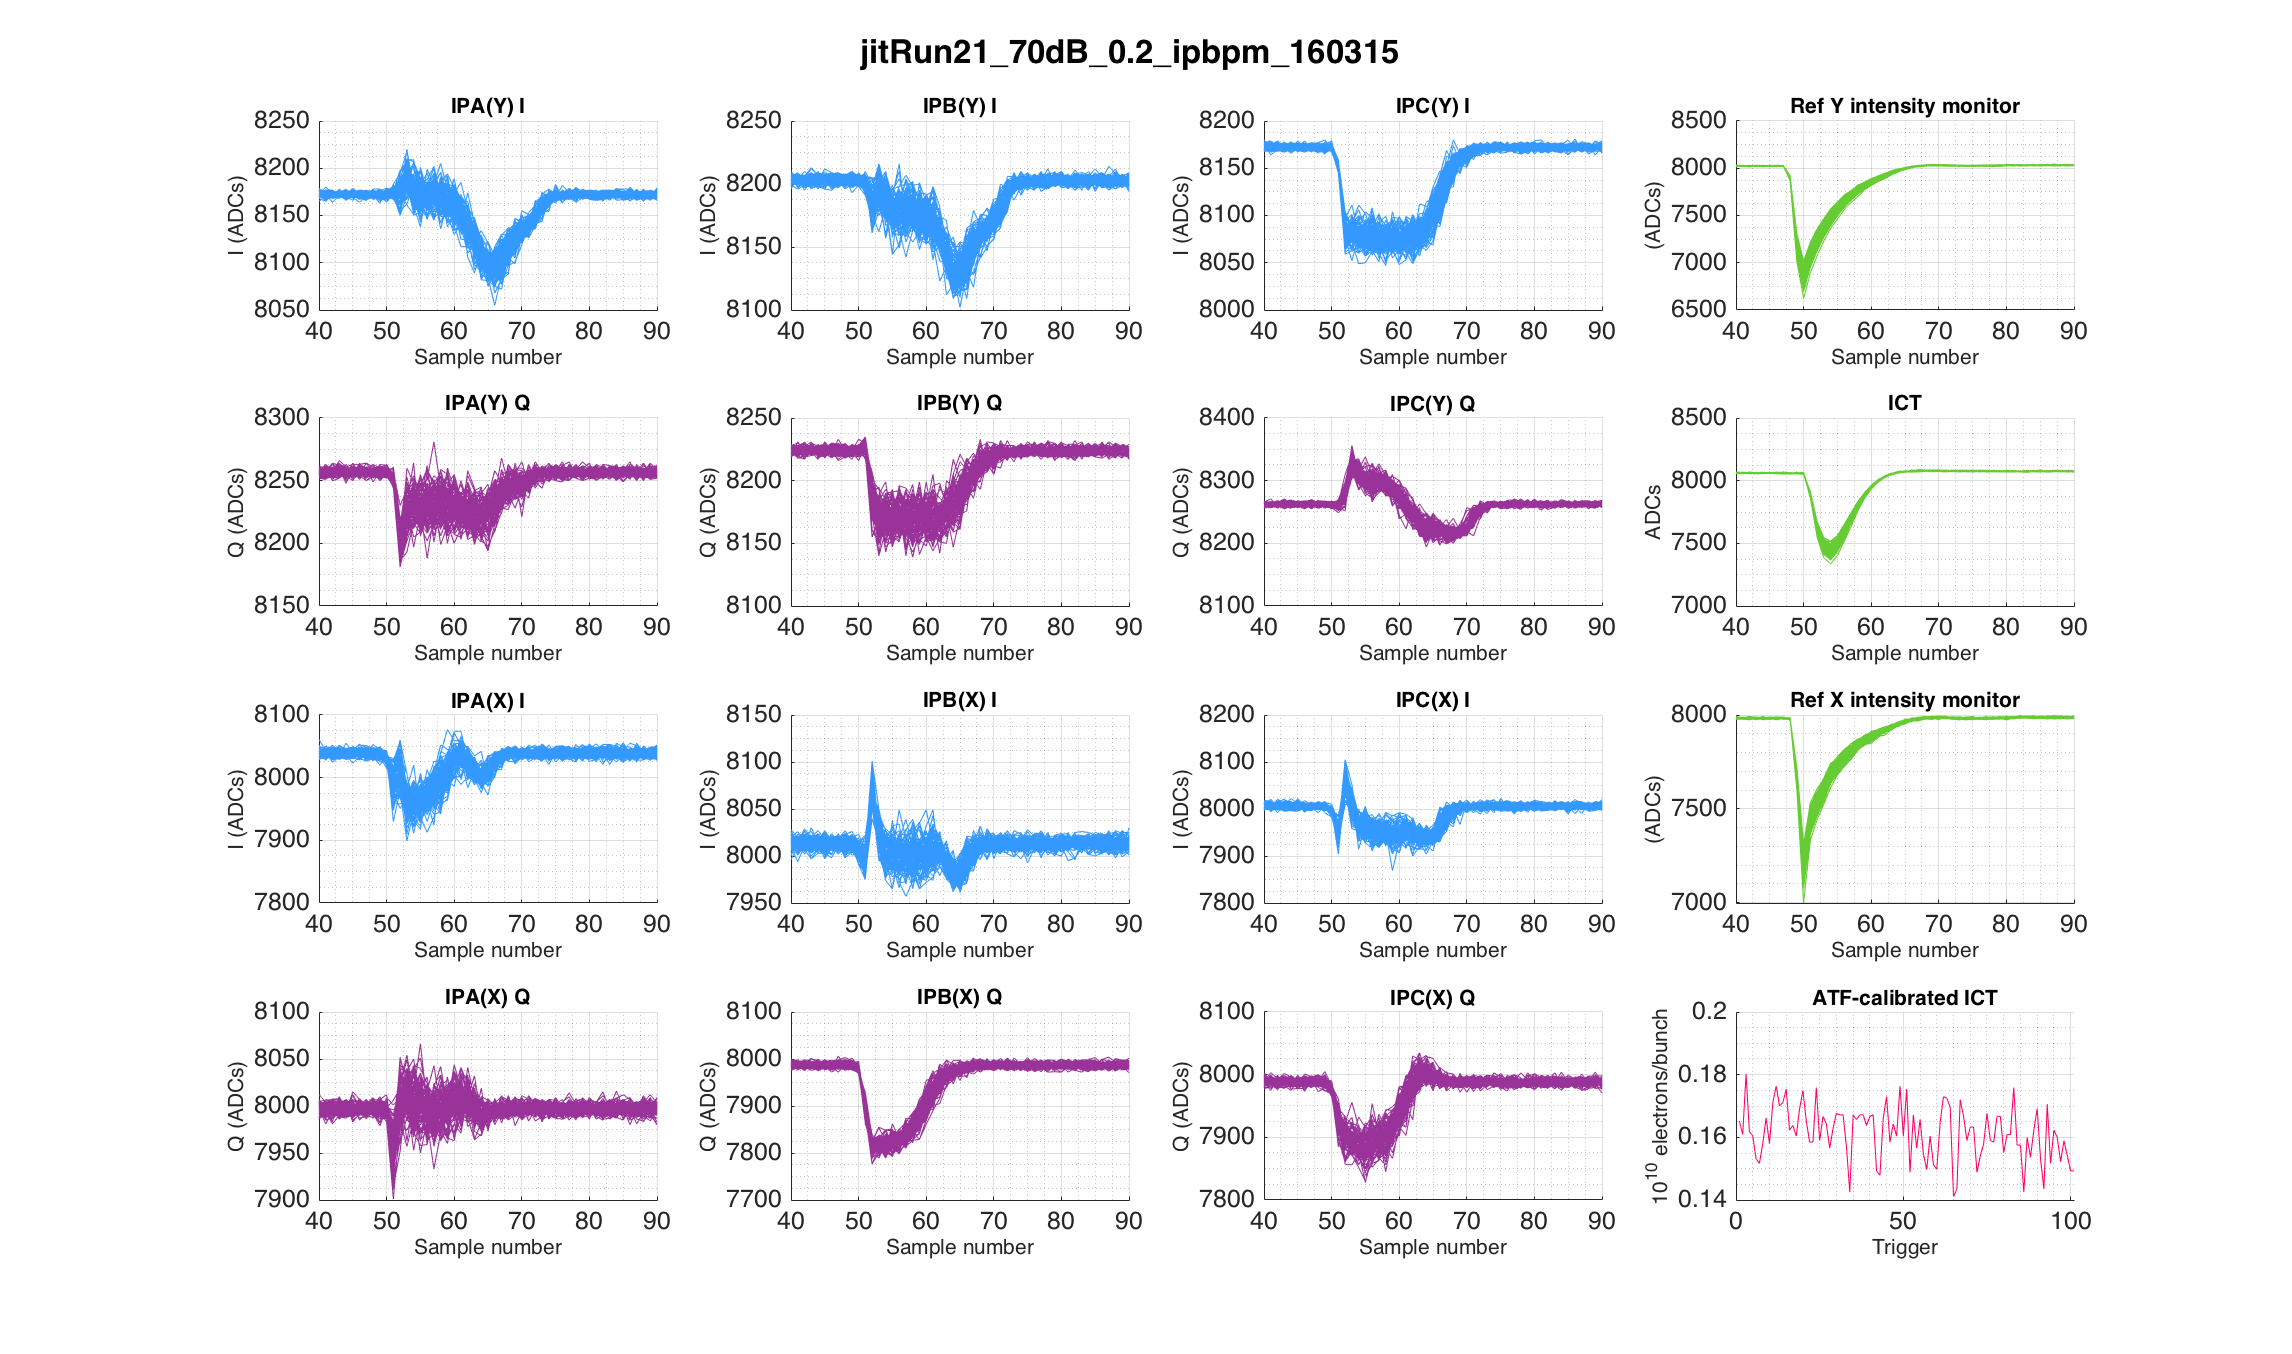 jitRun21_70dB_0.2_ipbpm_160315
IPA(Y) I
8250
8200
8150
8100
8050
I (ADCs)
40 50 60 70 80 90
Sample number
IPB(Y) I
8250
8200
8150
8100
I (ADCs)
40 50 60 70 80 90
Sample number
IPC(Y) I
8200
8150
8100
8050
8000
I (ADCs)
40 50 60 70 80 90
Sample number
Ref Y intensity monitor
8500
8000
7500
7000
6500
(ADCs)
40 50 60 70 80 90
Sample number
IPA(Y) Q
8300
8250
8200
8150
Q (ADCs)
40 50 60 70 80 90
Sample number
IPB(Y) Q
8250
8200
8150
8100
Q (ADCs)
40 50 60 70 80 90
Sample number
IPC(Y) Q
8400
8300
8200
8100
Q (ADCs)
40 50 60 70 80 90
Sample number
ICT
8500
8000
7500
7000
ADCs
40 50 60 70 80 90
Sample number
IPA(X) I
8100
8000
7900
7800
I (ADCs)
40 50 60 70 80 90
Sample number
IPB(X) I
8150
8100
8050
8000
7950
I (ADCs)
40 50 60 70 80 90
Sample number
IPC(X) I
8200
8100
8000
7900
7800
I (ADCs)
40 50 60 70 80 90
Sample number
Ref X intensity monitor
8000
7500
7000
(ADCs)
40 50 60 70 80 90
Sample number
IPA(X) Q
8100
8050
8000
7950
7900
Q (ADCs)
40 50 60 70 80 90
Sample number
IPB(X) Q
8100
8000
7900
7800
7700
Q (ADCs)
40 50 60 70 80 90
Sample number
IPC(X) Q
8100
8000
7900
7800
Q (ADCs)
40 50 60 70 80 90
Sample number
ATF-calibrated ICT
0.2
0.18
0.16
0.14
10^10 electrons/bunch
0 50 100
Trigger